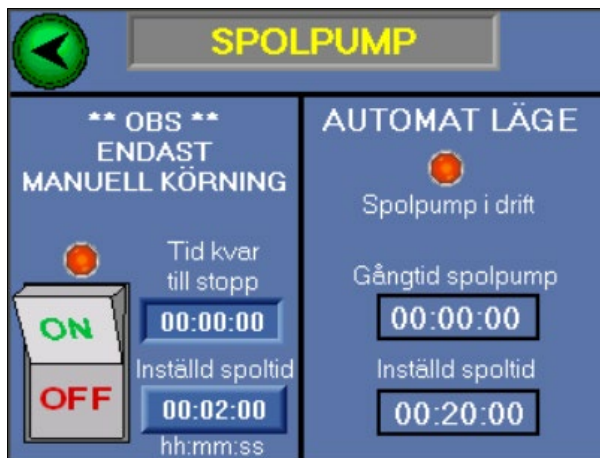 SPOLPUMP
** OBS **
ENDAST
MANUELL KÖRNING
Tid kvar
till stopp
00:00:00
ON
OFF
Inställd spoltid
00:02:00
hh:mm:ss
AUTOMAT LÄGE
Spolpump i drift
Gångtid spolpump
00:00:00
Inställd spoltid
00:20:00